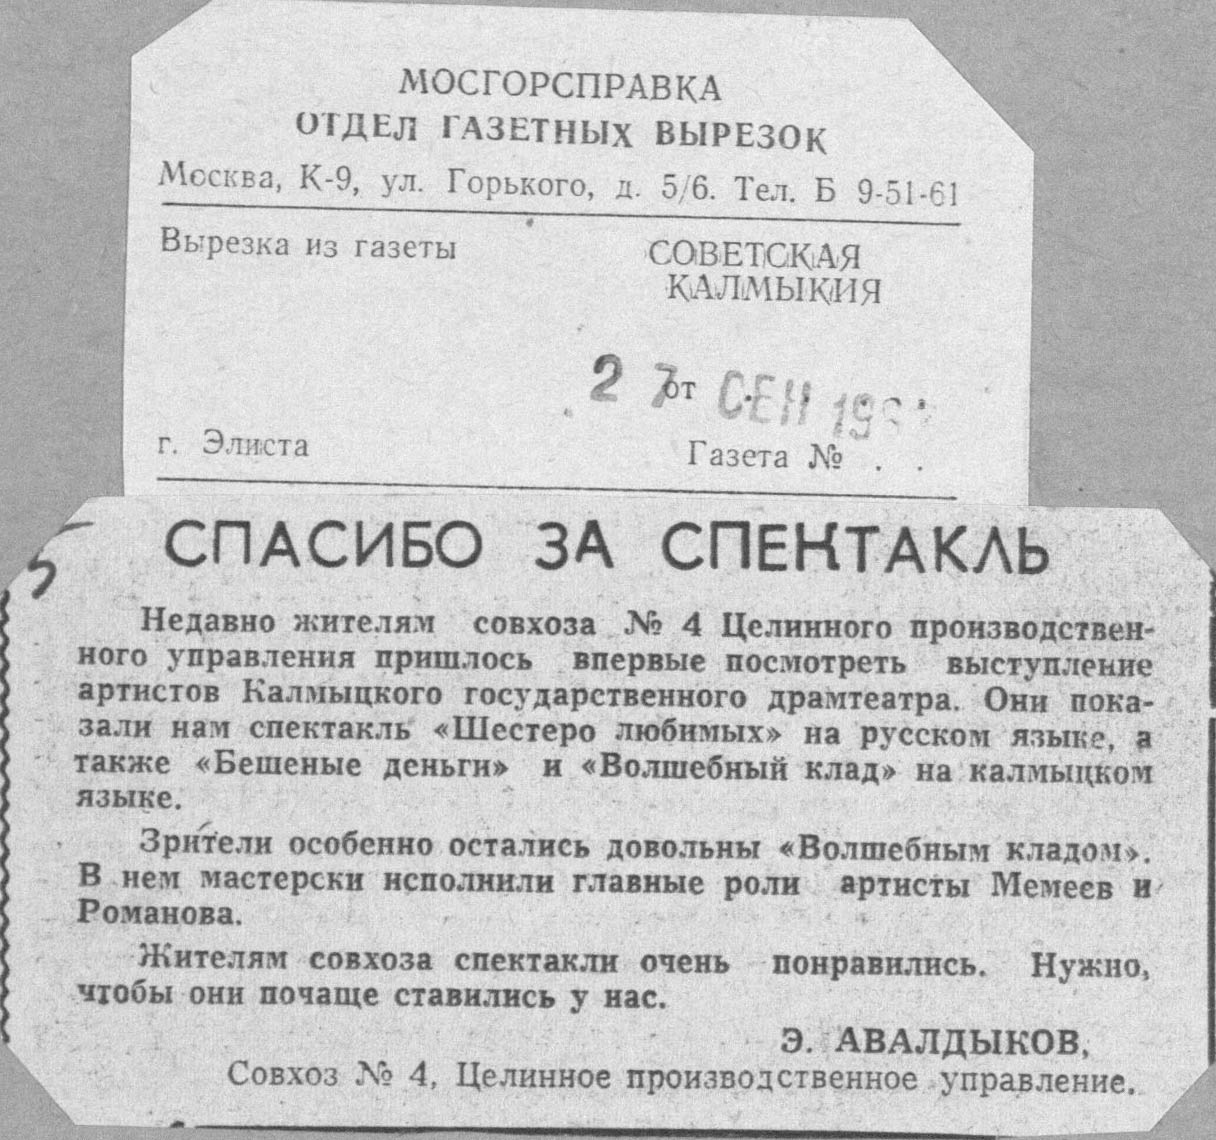 МОСГОРСПРАВКА
ОТДЕЛ ГАЗЕТНЫХ ВЫРЕЗОК
Москва, К-9, ул. Горького, д. 5/6. Тел. Б 9-51-61
Вырезка из газеты
СОВЕТСКАЯ
КАЛМЫКИЯ
2 7 от СЕН
г. Элиста
Газета № . .
5
СПАСИБО ЗА СПЕКТАКЛЬ
Недавно жителям совхоза № 4 Целинного производствен-
ного управления пришлось впервые посмотреть выступление
артистов Калмыцкого государственного драмтеатра. Они пока-
зали нам спектакль «Шестеро любимых» на русском языке, а
также «Бешеные деньги» и «Волшебный клад» на калмыцком
языке.
Зрители особенно остались довольны «Волшебным кладом».
В нем мастерски исполнили главные роли артисты Мемеев и
Романова.
Жителям совхоза спектакли очень понравились. Нужно,
чтобы они почаще ставились у нас.
Э. АВАЛДЫКОВ,
Совхоз № 4, Целинное производственное управление.